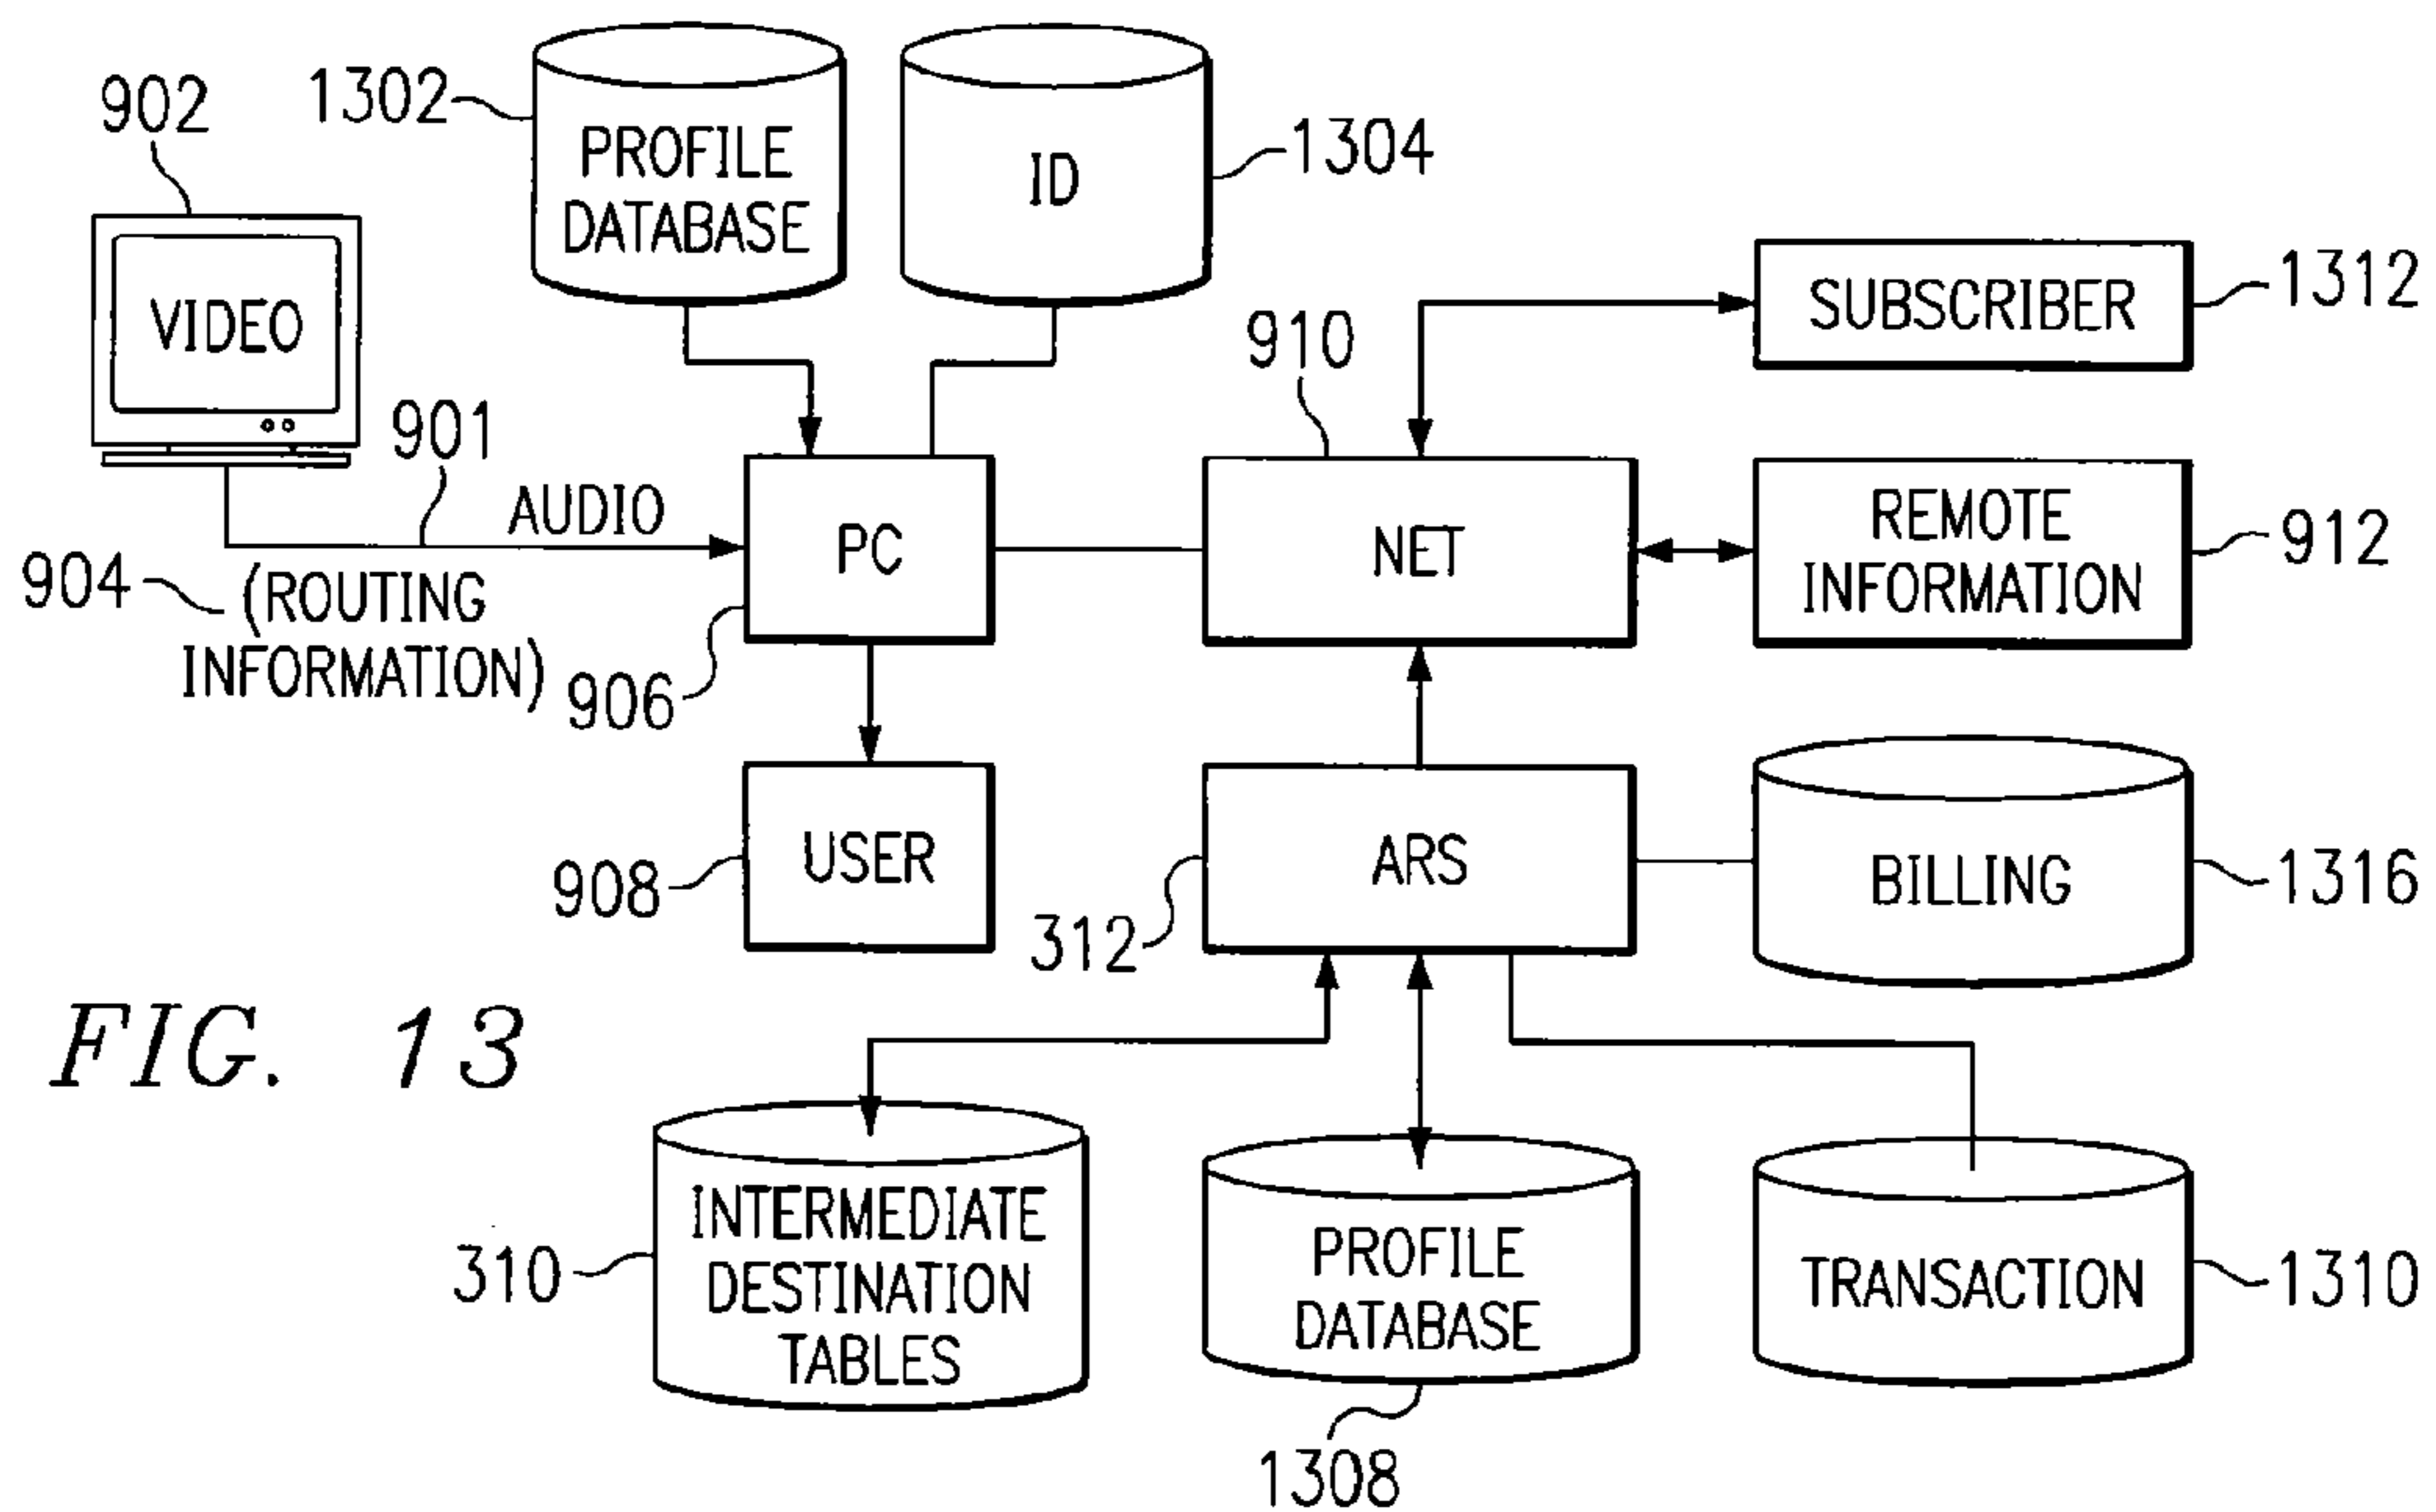 902
1302
PROFILE
DATABASE
ID
1304
VIDEO
901
AUDIO
904
(ROUTING
INFORMATION)
PC
906
910
NET
SUBSCRIBER
1312
REMOTE
INFORMATION
912
USER
908
ARS
312
BILLING
1316
FIG. 13
INTERMEDIATE
DESTINATION
TABLES
310
PROFILE
DATABASE
1308
TRANSACTION
1310